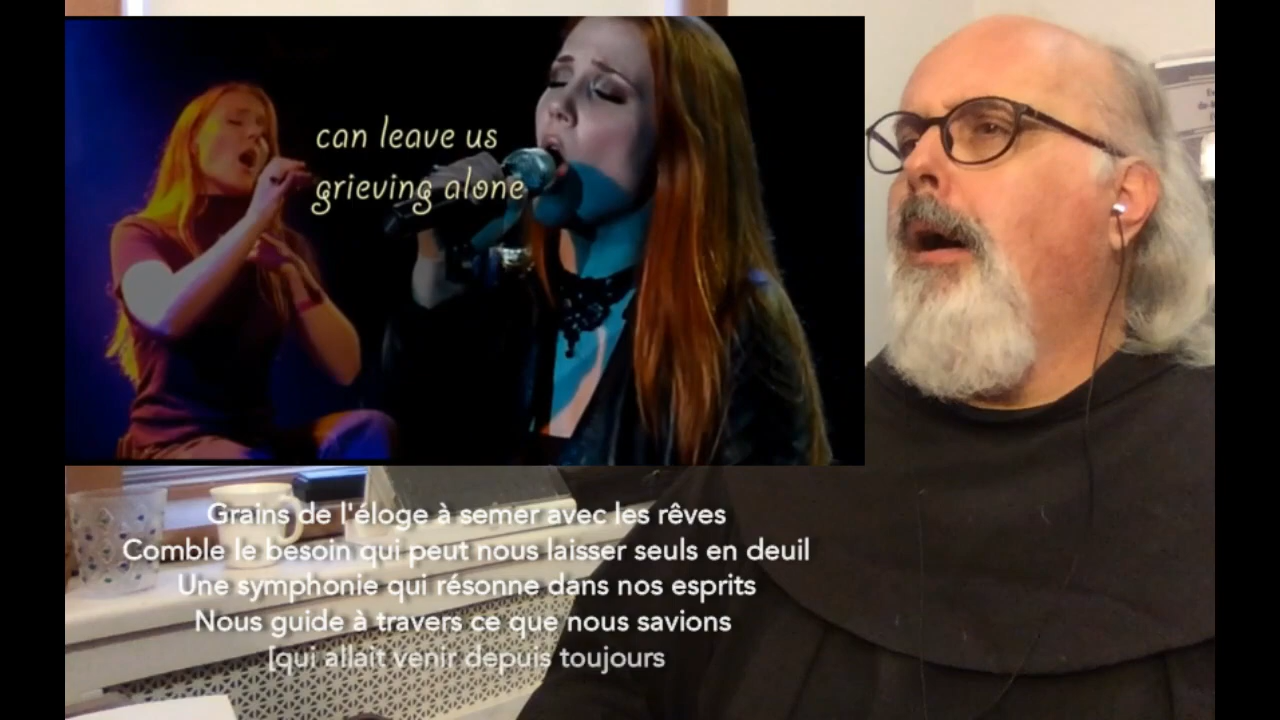 can leave us
grieving alone
Grains de l'éloge à semer avec les rêves
Comble le besoin qui peut nous laisser seuls en deuil
Une symphonie qui résonne dans nos esprits
Nous guide à travers ce que nous savions
[qui allait venir depuis toujours